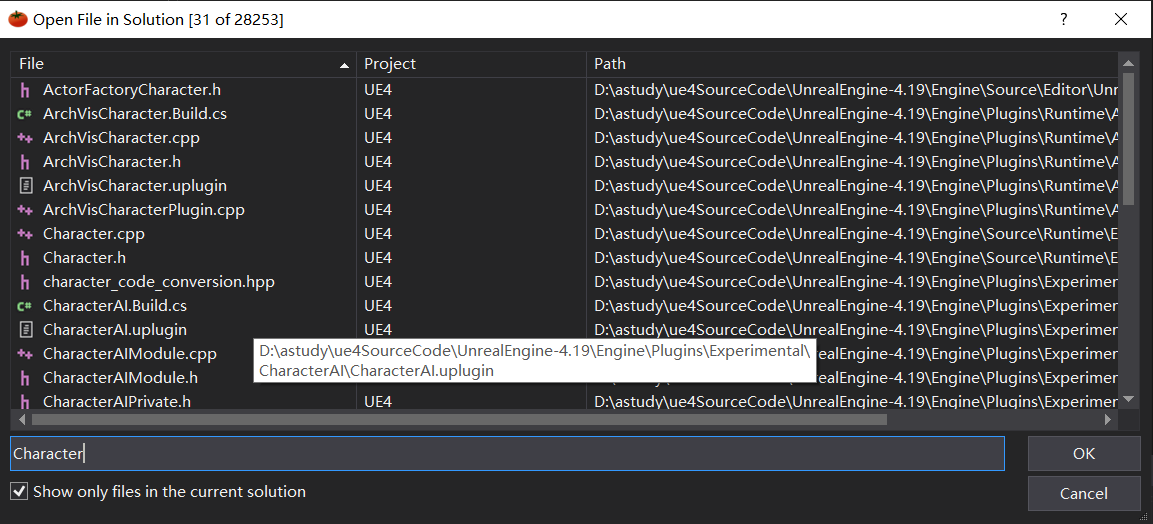 Open File in Solution [31 of 28253]
?
File Project Path
h ActorFactoryCharacter.h UE4 D:\astudy\ue4SourceCode\UnrealEngine-4.19\Engine\Source\Editor\Unr
C# ArchVisCharacter.Build.cs UE4 D:\astudy\ue4SourceCode\UnrealEngine-4.19\Engine\Plugins\Runtime\A
++ ArchVisCharacter.cpp UE4 D:\astudy\ue4SourceCode\UnrealEngine-4.19\Engine\Plugins\Runtime\A
h ArchVisCharacter.h UE4 D:\astudy\ue4SourceCode\UnrealEngine-4.19\Engine\Plugins\Runtime\A
ArchVisCharacter.uplugin UE4 D:\astudy\ue4SourceCode\UnrealEngine-4.19\Engine\Plugins\Runtime\A
++ ArchVisCharacterPlugin.cpp UE4 D:\astudy\ue4SourceCode\UnrealEngine-4.19\Engine\Plugins\Runtime\A
++ Character.cpp UE4 D:\astudy\ue4SourceCode\UnrealEngine-4.19\Engine\Source\Runtime\E
h Character.h UE4 D:\astudy\ue4SourceCode\UnrealEngine-4.19\Engine\Source\Runtime\E
h character_code_conversion.hpp UE4 D:\astudy\ue4SourceCode\UnrealEngine-4.19\Engine\Plugins\Experimer
C# CharacterAI.Build.cs UE4 D:\astudy\ue4SourceCode\UnrealEngine-4.19\Engine\Plugins\Experimer
CharacterAI.uplugin UE4 D:\astudy\ue4SourceCode\UnrealEngine-4.19\Engine\Plugins\Experimer
++ CharacterAIModule.cpp
D:\astudy\ue4SourceCode\UnrealEngine-4.19\Engine\Plugins\Experimental\
CharacterAI\CharacterAI.uplugin
\Experimer
h CharacterAIModule.h
\Experimer
h CharacterAIPrivate.h UE4 D:\astudy\ue4SourceCode\UnrealEngine-4.19\Engine\Plugins\Experimer
Character
OK
Show only files in the current solution
Cancel